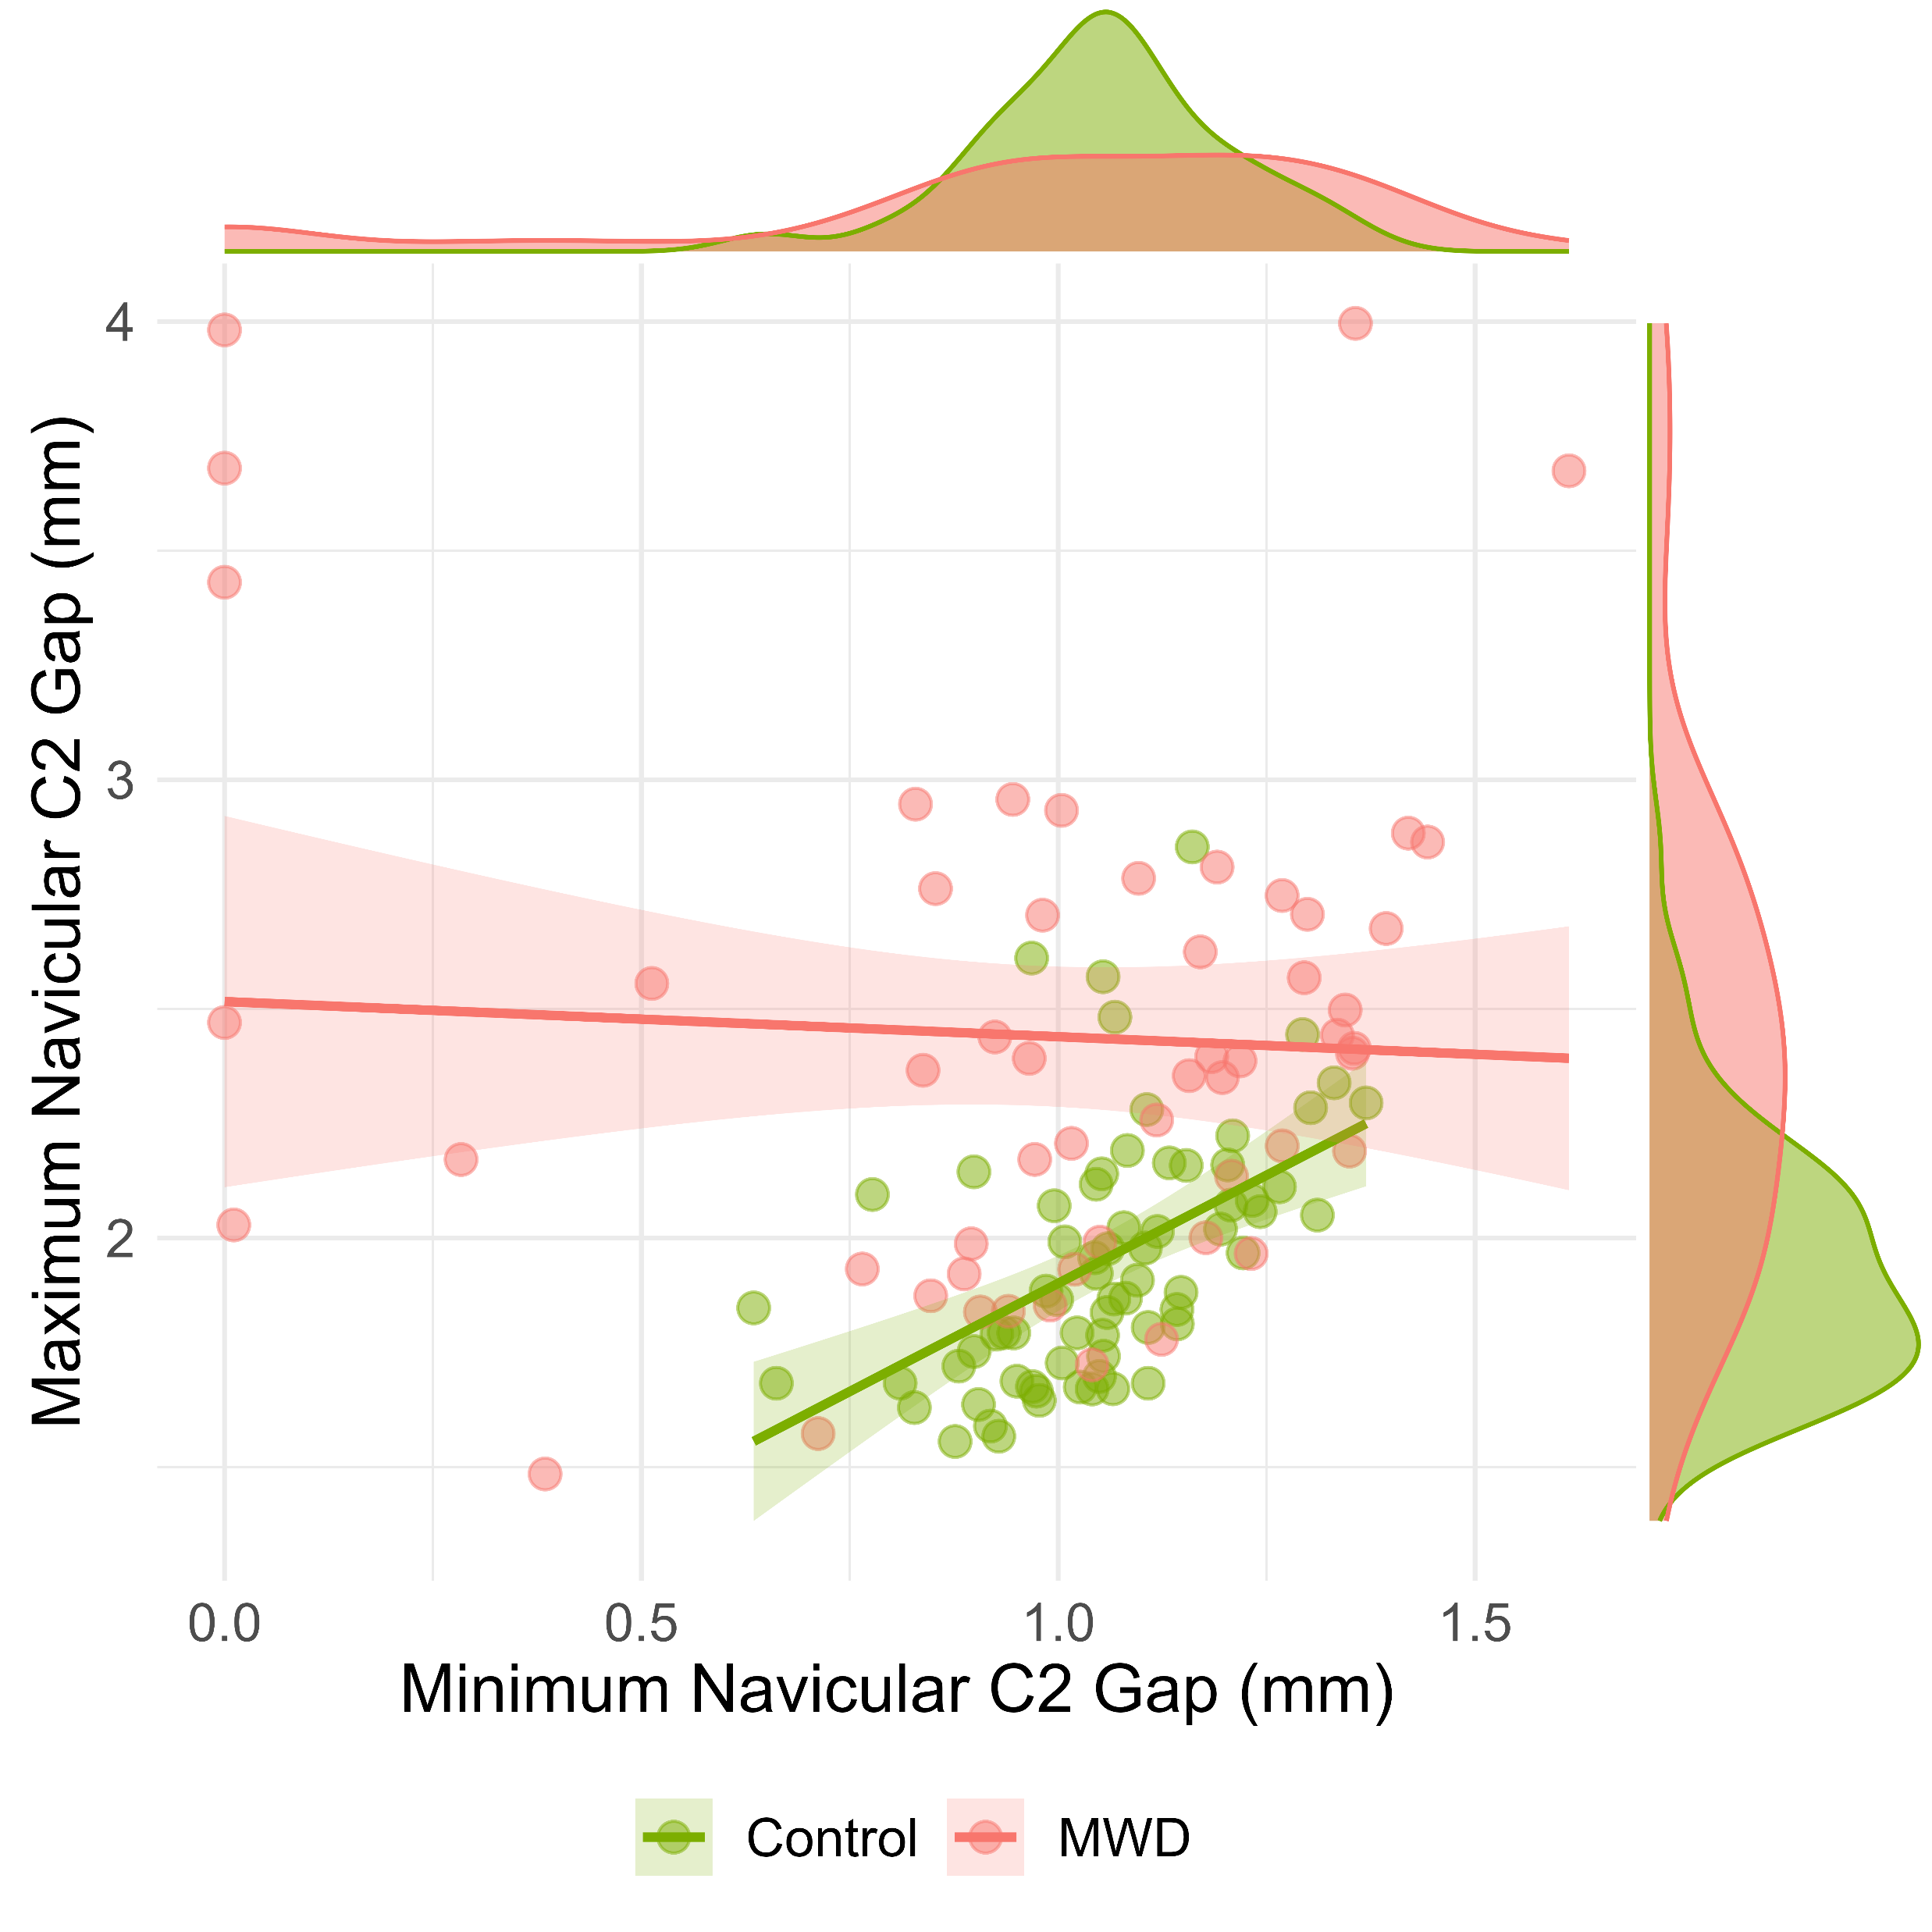 4
3
2
Maximum Navicular C2 Gap (mm)
0.0 0.5 1.0 1.5
Minimum Navicular C2 Gap (mm)
Control MWD